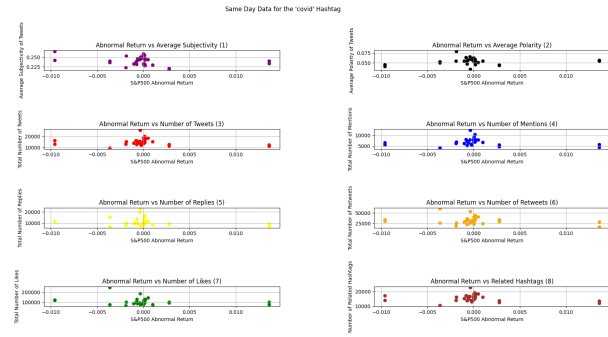 Same Day Data for the 'covid' Hashtag
Abnormal Return vs Average Subjectivity (1)
Average Subjectivity of Tweets
0.250
0.225
−0.010 −0.005 0.000 0.005 0.010
S&P500 Abnormal Return
Abnormal Return vs Average Polarity (2)
Average Polarity of Tweets
0.075
0.050
−0.010 −0.005 0.000 0.005 0.010
S&P500 Abnormal Return
Abnormal Return vs Number of Tweets (3)
Total Number of Tweets
20000
10000
−0.010 −0.005 0.000 0.005 0.010
S&P500 Abnormal Return
Abnormal Return vs Number of Mentions (4)
Total Number of Mentions
10000
5000
−0.010 −0.005 0.000 0.005 0.010
S&P500 Abnormal Return
Abnormal Return vs Number of Replies (5)
Total Number of Replies
20000
10000
−0.010 −0.005 0.000 0.005 0.010
S&P500 Abnormal Return
Abnormal Return vs Number of Retweets (6)
Total Number of Retweets
50000
25000
−0.010 −0.005 0.000 0.005 0.010
S&P500 Abnormal Return
Abnormal Return vs Number of Likes (7)
Total Number of Likes
200000
100000
−0.010 −0.005 0.000 0.005 0.010
S&P500 Abnormal Return
Abnormal Return vs Related Hashtags (8)
Number of Related Hashtags
20000
10000
−0.010 −0.005 0.000 0.005 0.010
S&P500 Abnormal Return